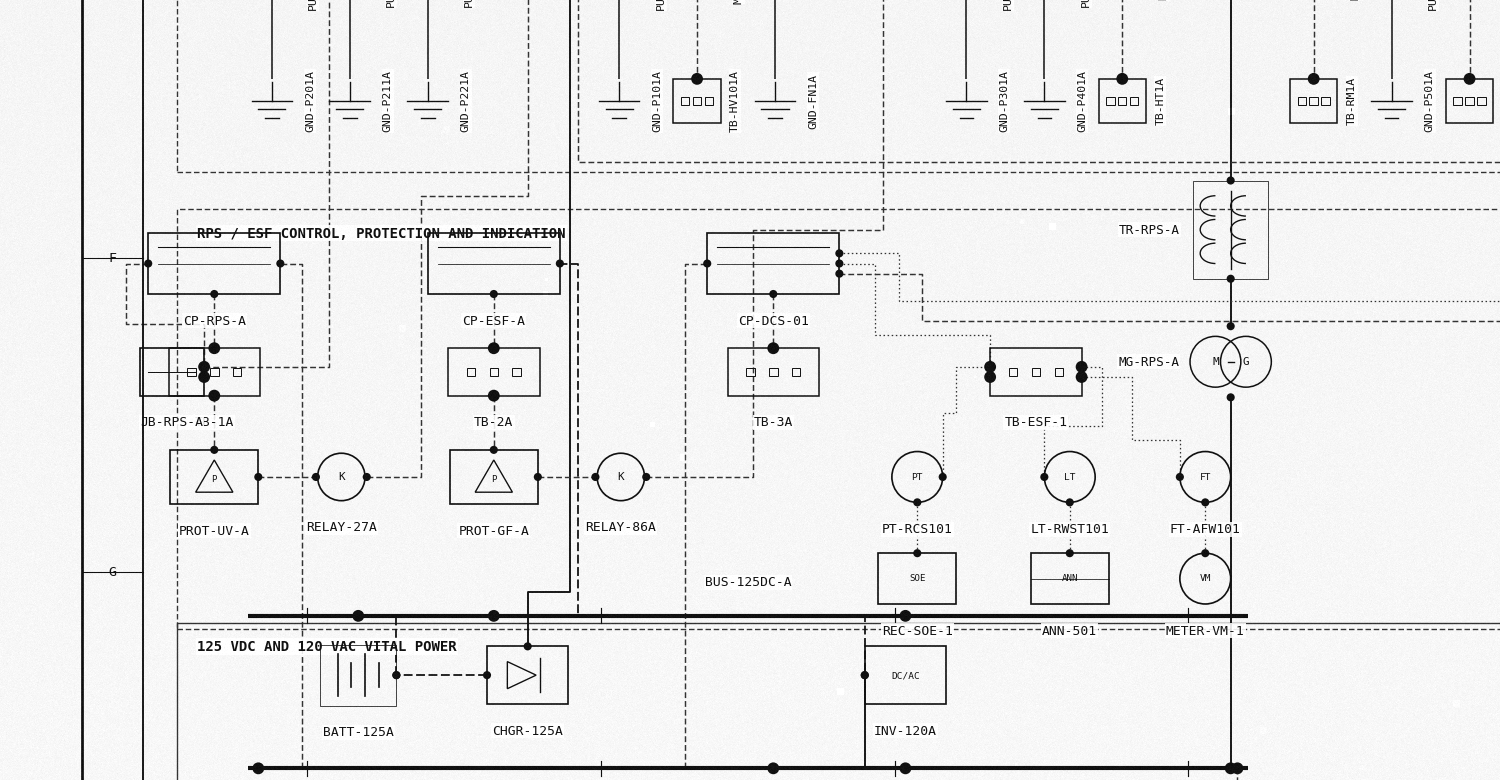 GND-P201A
GND-P211A
GND-P221A
GND-P101A
TB-HV101A
GND-FN1A
GND-P301A
GND-P401A
TB-HT1A
TB-RM1A
GND-P501A
TR-RPS-A
RPS / ESF CONTROL, PROTECTION AND INDICATION
F
CP-RPS-A
CP-ESF-A
CP-DCS-01
MG-RPS-A
M
G
JB-RPS-A
TB-2A
TB-3A
TB-ESF-1
P
K
P
K
PT
LT
FT
PROT-UV-A
RELAY-27A
PROT-GF-A
RELAY-86A
PT-RCS101
LT-RWST101
FT-AFW101
G
BUS-125DC-A
SOE
ANN
VM
REC-SOE-1
ANN-501
METER-VM-1
125 VDC AND 120 VAC VITAL POWER
DC/AC
BATT-125A
CHGR-125A
INV-120A